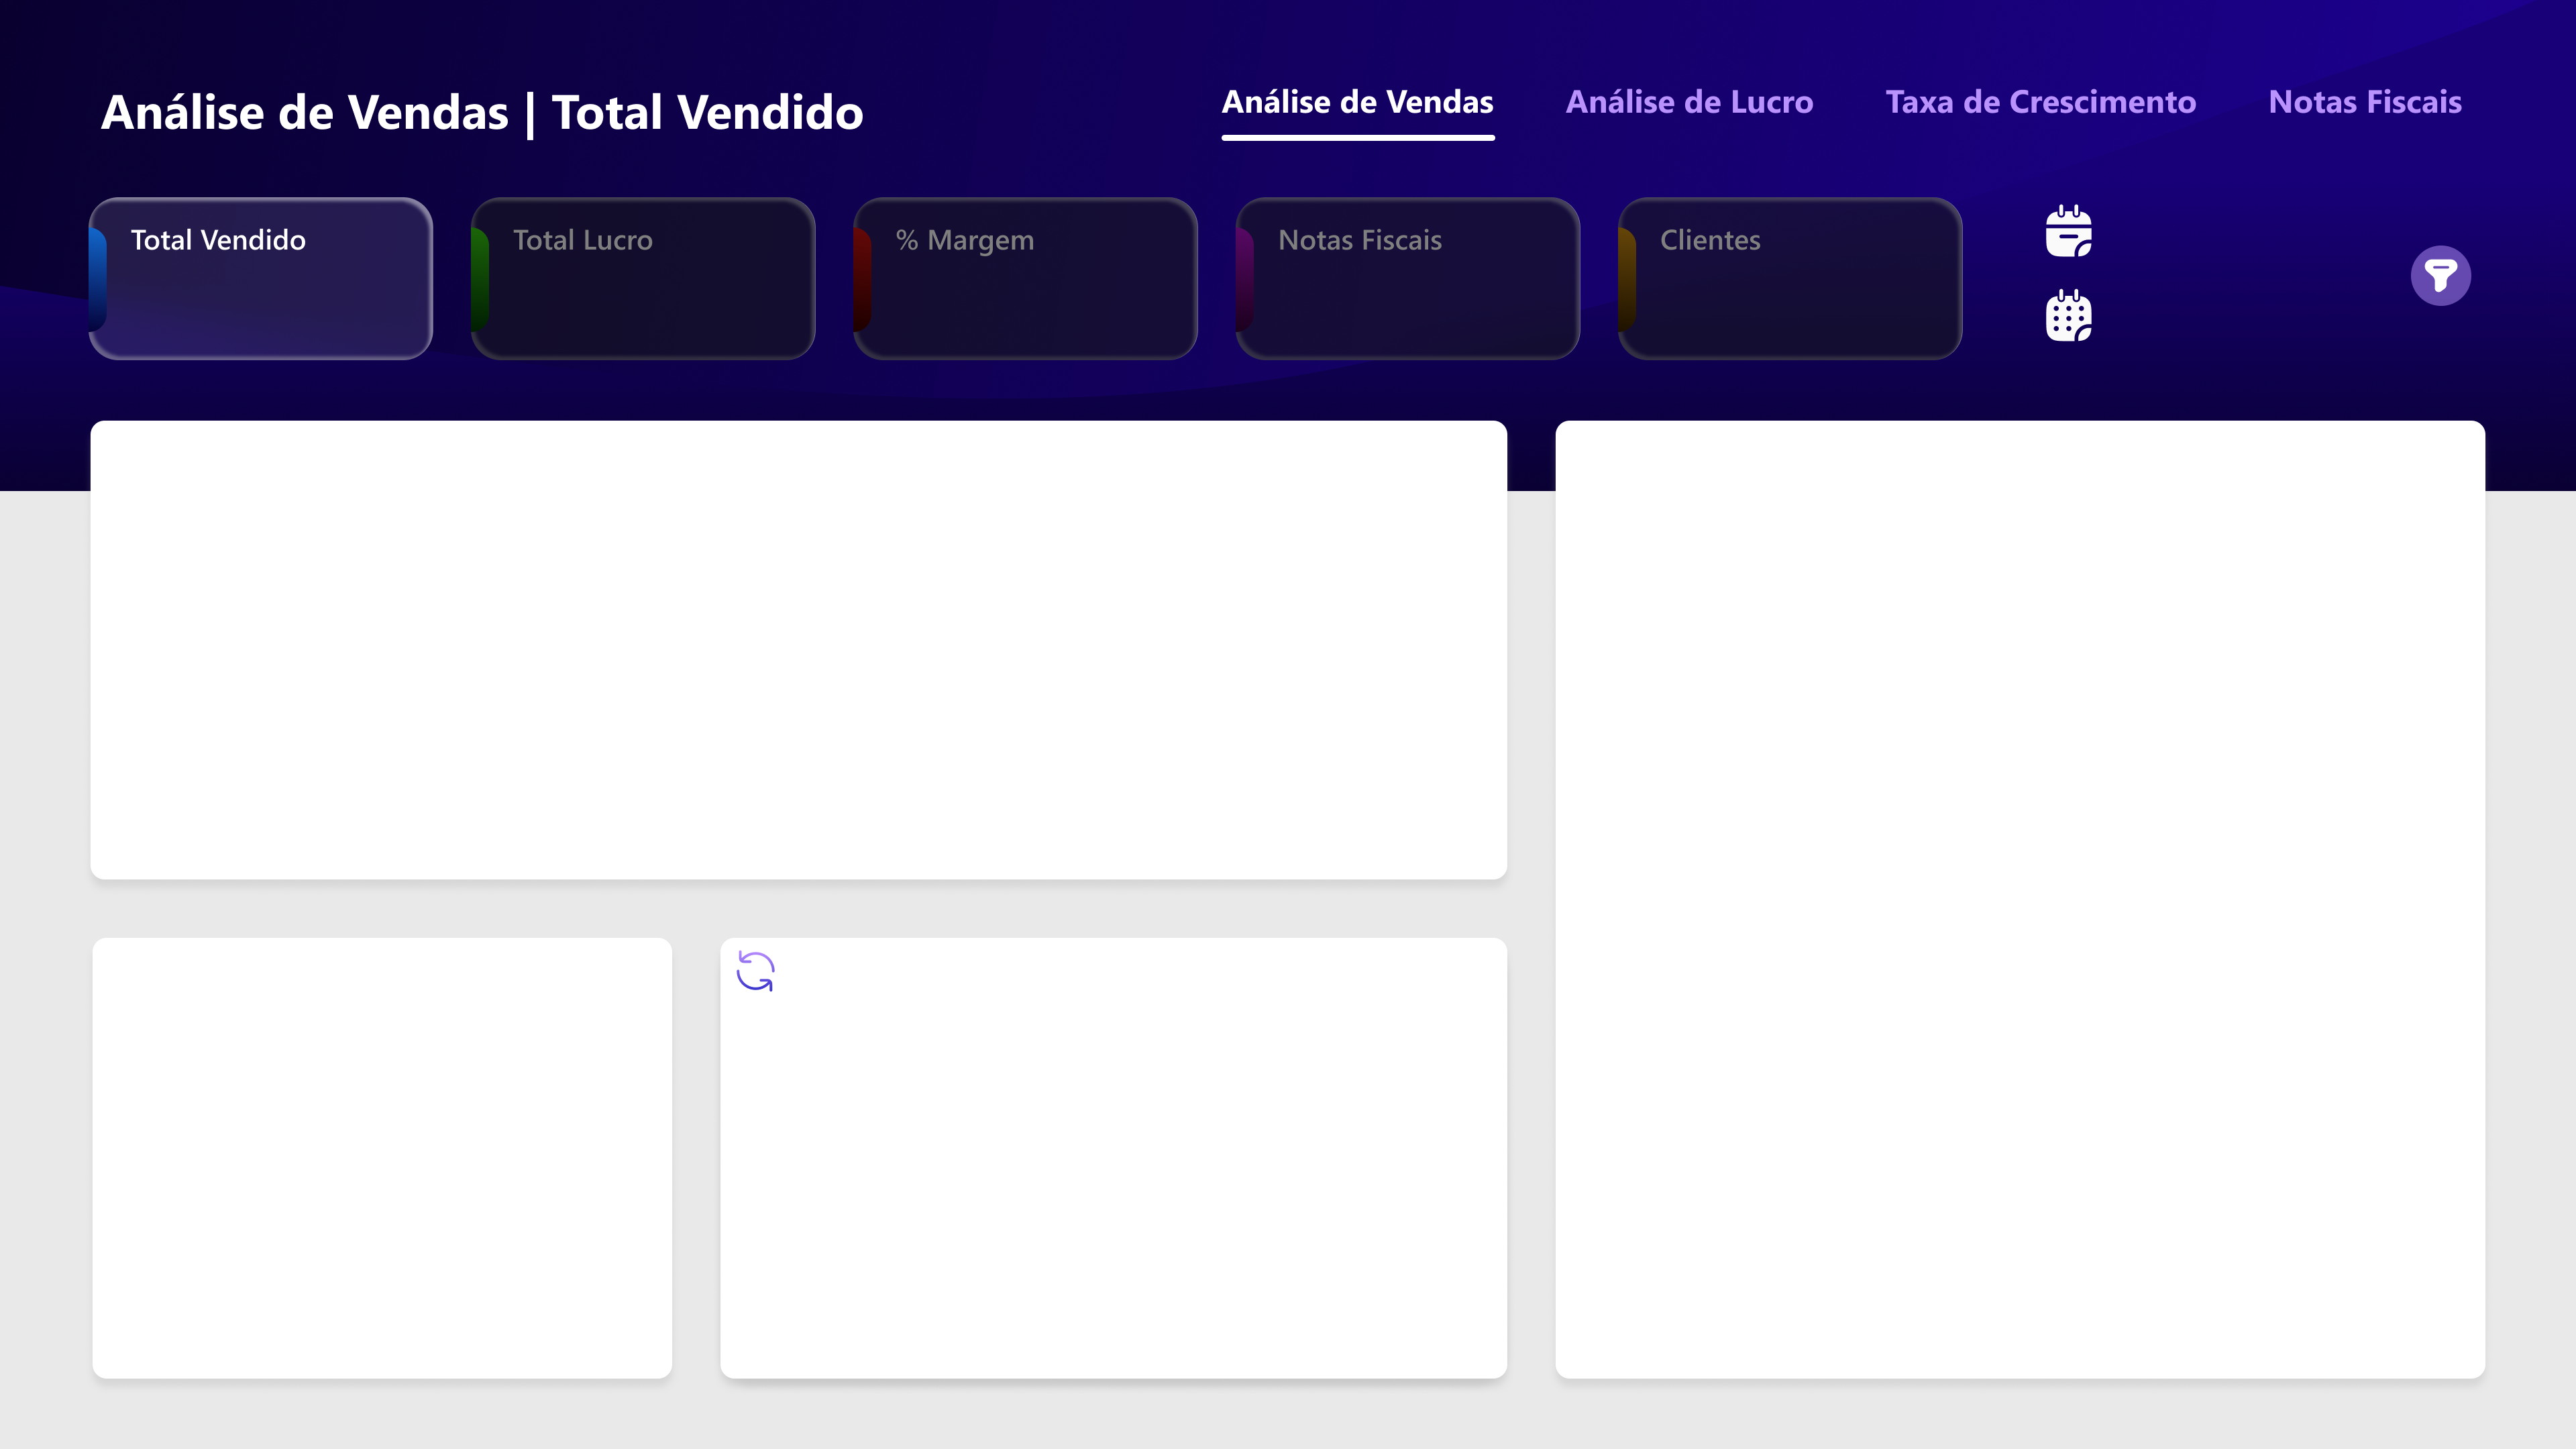 Análise de Vendas | Total Vendido
Análise de Vendas
Análise de Lucro
Taxa de Crescimento
Notas Fiscais
Total Vendido
Total Lucro
% Margem
Notas Fiscais
Clientes